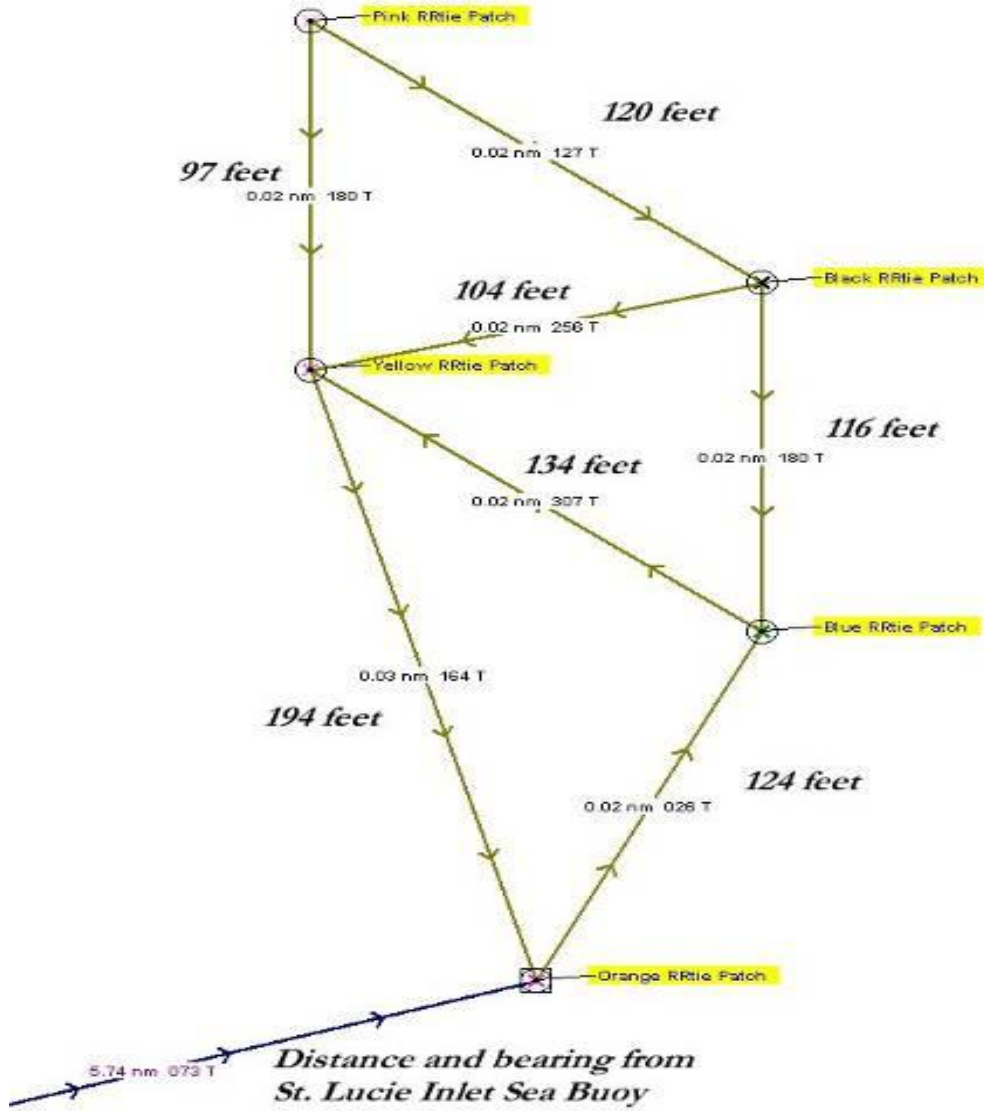 Pink RRtie Patch
120 feet
0.02 nm 127 T
97 feet
0.02 nm 180 T
Black RRtie Patch
104 feet
0.02 nm 256 T
Yellow RRtie Patch
116 feet
0.02 nm 180 T
134 feet
0.02 nm 307 T
Blue RRtie Patch
0.03 nm 164 T
194 feet
124 feet
0.02 nm 026 T
Orange RRtie Patch
5.74 nm 073 T
Distance and bearing from
St. Lucie Inlet Sea Buoy